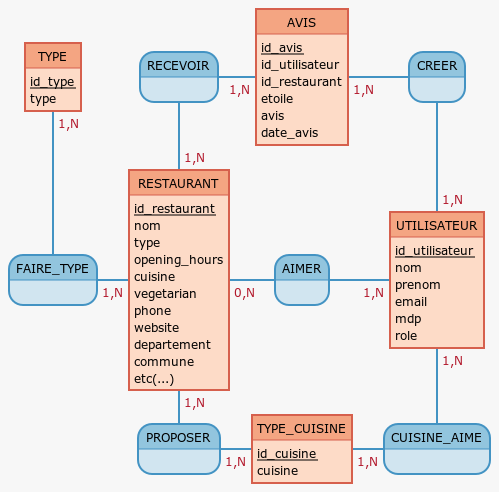 AVIS
id_avis
id_utilisateur
id_restaurant
etoile
avis
date_avis
TYPE
id_type
type
RECEVOIR
CREER
1,N
1,N
1,N
1,N
1,N
RESTAURANT
id_restaurant
nom
type
opening_hours
cuisine
vegetarian
phone
website
departement
commune
etc(...)
UTILISATEUR
id_utilisateur
nom
prenom
email
mdp
role
FAIRE_TYPE
AIMER
1,N
0,N
1,N
1,N
1,N
PROPOSER
TYPE_CUISINE
id_cuisine
cuisine
CUISINE_AIME
1,N
1,N